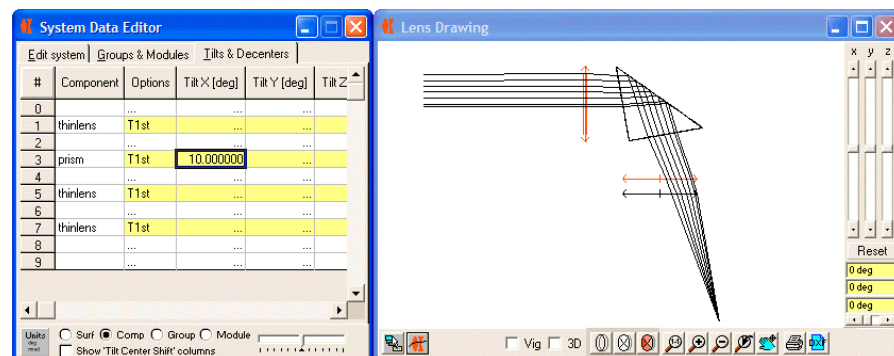 System Data Editor
Edit system Groups & Modules Tilts & Decenters
# Component Options Tilt X [deg] Tilt Y [deg] Tilt Z
0 ... ... ...
1 thinlens T1st ... ...
2 ... ... ...
3 prism T1st 10.000000 ...
4 ... ... ...
5 thinlens T1st ... ...
6 ... ... ...
7 thinlens T1st ... ...
8 ... ... ...
9 ... ... ...
Units Surf Comp Group Module
deg
Show 'Tilt Center Shift' columns
Lens Drawing
x y z
Reset
0 deg
0 deg
0 deg
Vig 3D DXF